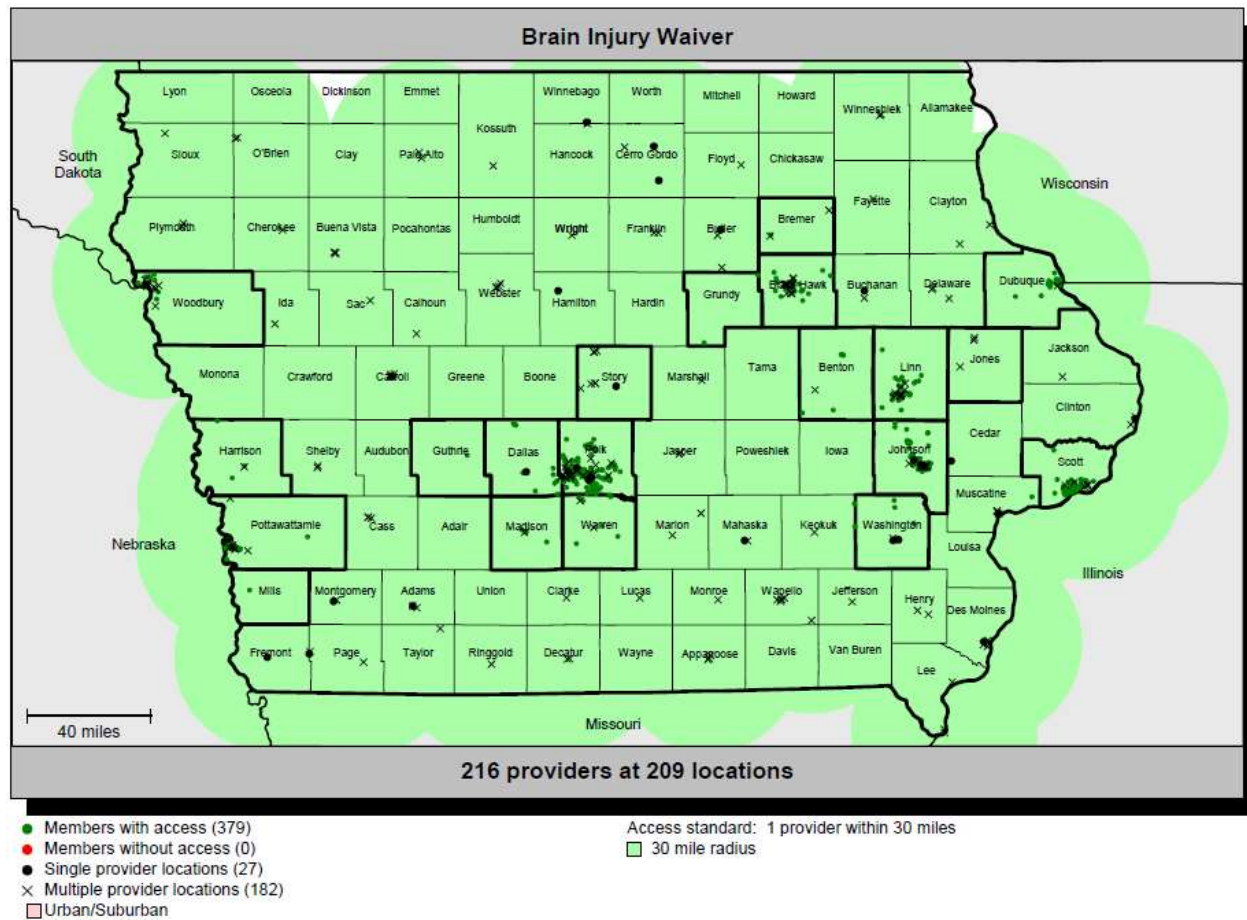 Brain Injury Waiver
Lyon Osceola Dickinson Emmet Winnebago Worth Mitchell Howard Winneshiek Allamakee
Kossuth
South Dakota
Sioux O'Brien Clay Palo Alto Hancock Cerro Gordo Floyd Chickasaw
Wisconsin
Plymouth Cherokee Buena Vista Pocahontas Humboldt Wright Franklin Butler Bremer Fayette Clayton
Woodbury Ida Sac Calhoun Webster Hamilton Hardin Grundy Black Hawk Buchanan Delaware Dubuque
Monona Crawford Carroll Greene Boone Story Marshall Tama Benton Linn Jones Jackson
Clinton
Harrison Shelby Audubon Guthrie Dallas Polk Jasper Poweshiek Iowa Johnson Cedar
Scott
Muscatine
Nebraska
Pottawattamie Cass Adair Madison Warren Marion Mahaska Keokuk Washington
Louisa
Illinois
Mills Montgomery Adams Union Clarke Lucas Monroe Wapello Jefferson Henry Des Moines
Fremont Page Taylor Ringgold Decatur Wayne Appanoose Davis Van Buren
Lee
40 miles
Missouri
216 providers at 209 locations
Members with access (379)
Members without access (0)
Single provider locations (27)
Multiple provider locations (182)
Urban/Suburban
Access standard: 1 provider within 30 miles
30 mile radius